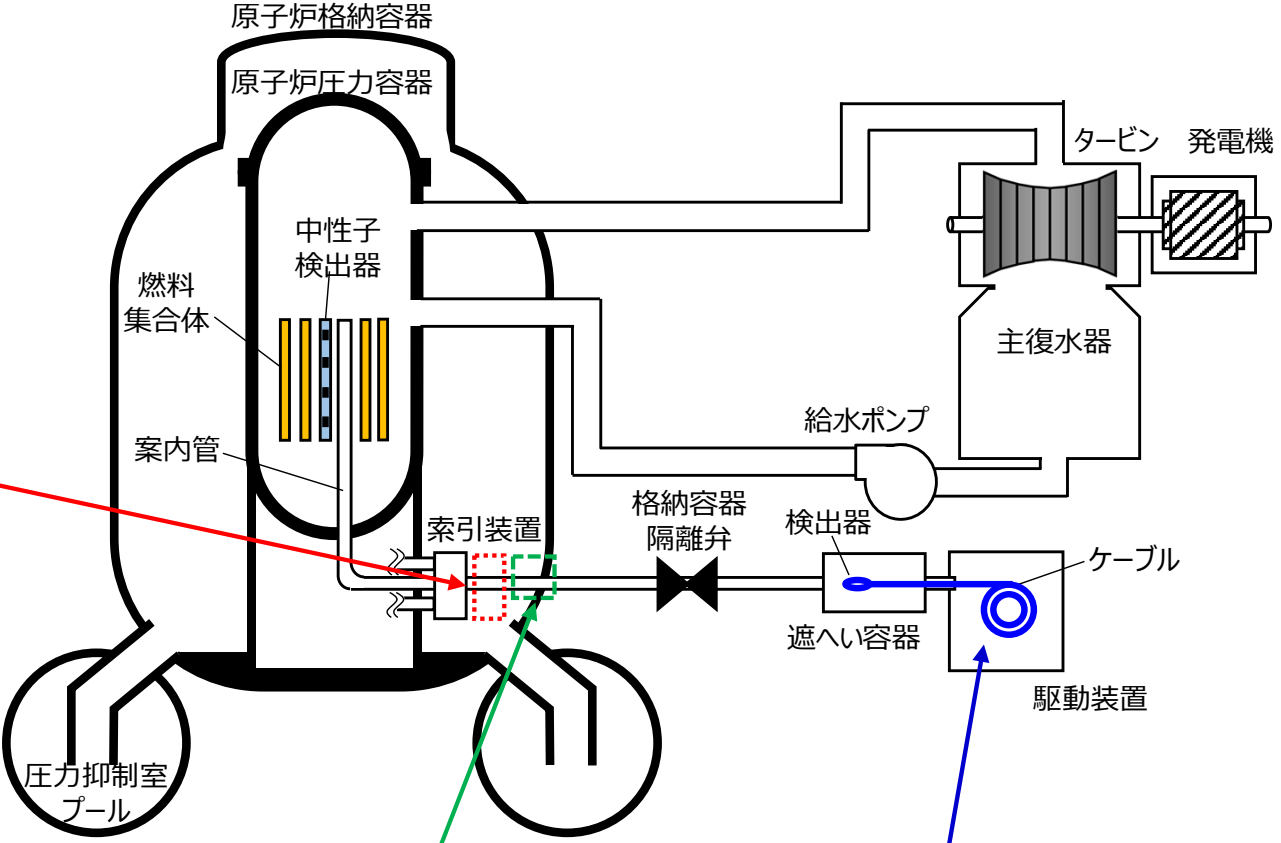 原子炉格納容器
原子炉圧力容器
タービン
発電機
中性子
検出器
燃料
集合体
主復水器
給水ポンプ
案内管
格納容器
隔離弁
索引装置
検出器
ケーブル
遮へい容器
駆動装置
圧力抑制室
プール